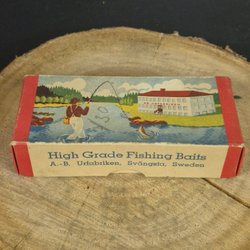 High Grade Fishing Baits
A.-B. Urfabriken, Svängsta, Sweden